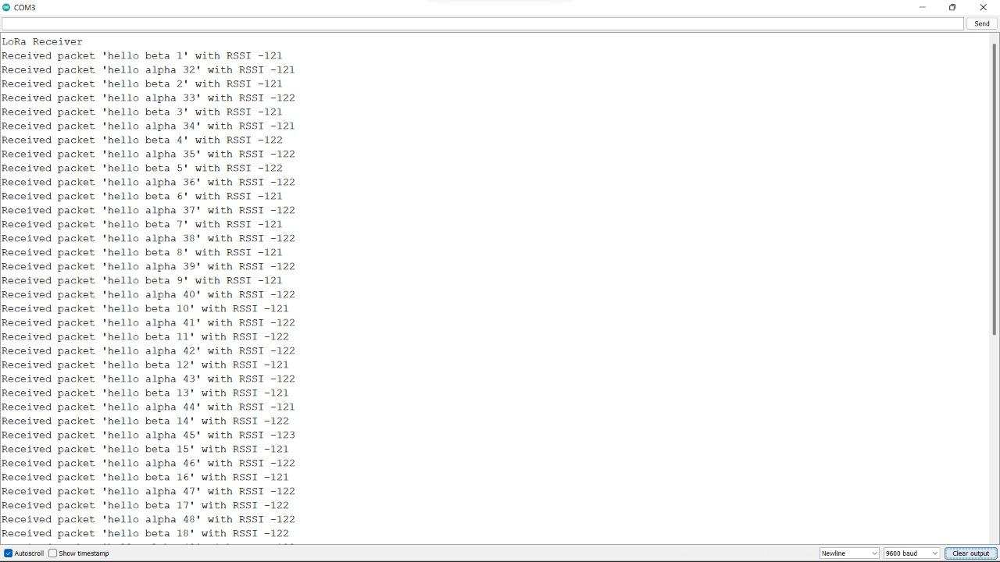 COM3
Send
LoRa Receiver
Received packet 'hello beta 1' with RSSI -121
Received packet 'hello alpha 32' with RSSI -121
Received packet 'hello beta 2' with RSSI -121
Received packet 'hello alpha 33' with RSSI -122
Received packet 'hello beta 3' with RSSI -121
Received packet 'hello alpha 34' with RSSI -121
Received packet 'hello beta 4' with RSSI -122
Received packet 'hello alpha 35' with RSSI -122
Received packet 'hello beta 5' with RSSI -122
Received packet 'hello alpha 36' with RSSI -122
Received packet 'hello beta 6' with RSSI -121
Received packet 'hello alpha 37' with RSSI -122
Received packet 'hello beta 7' with RSSI -121
Received packet 'hello alpha 38' with RSSI -122
Received packet 'hello beta 8' with RSSI -121
Received packet 'hello alpha 39' with RSSI -122
Received packet 'hello beta 9' with RSSI -121
Received packet 'hello alpha 40' with RSSI -122
Received packet 'hello beta 10' with RSSI -121
Received packet 'hello alpha 41' with RSSI -122
Received packet 'hello beta 11' with RSSI -122
Received packet 'hello alpha 42' with RSSI -122
Received packet 'hello beta 12' with RSSI -121
Received packet 'hello alpha 43' with RSSI -122
Received packet 'hello beta 13' with RSSI -121
Received packet 'hello alpha 44' with RSSI -121
Received packet 'hello beta 14' with RSSI -122
Received packet 'hello alpha 45' with RSSI -123
Received packet 'hello beta 15' with RSSI -121
Received packet 'hello alpha 46' with RSSI -122
Received packet 'hello beta 16' with RSSI -121
Received packet 'hello alpha 47' with RSSI -122
Received packet 'hello beta 17' with RSSI -122
Received packet 'hello alpha 48' with RSSI -122
Received packet 'hello beta 18' with RSSI -122
Autoscroll Show timestamp Newline 9600 baud Clear output